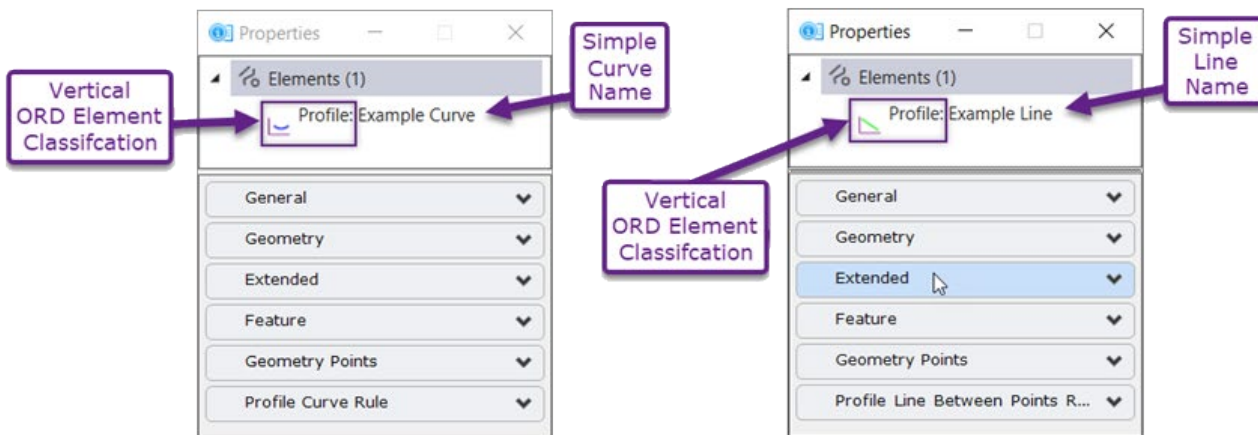 Properties
Elements (1)
Profile: Example Curve
General
Geometry
Extended
Feature
Geometry Points
Profile Curve Rule
Vertical
ORD Element
Classifcation
Simple
Curve
Name
Properties
Elements (1)
Profile: Example Line
General
Geometry
Extended
Feature
Geometry Points
Profile Line Between Points R...
Vertical
ORD Element
Classifcation
Simple
Line
Name